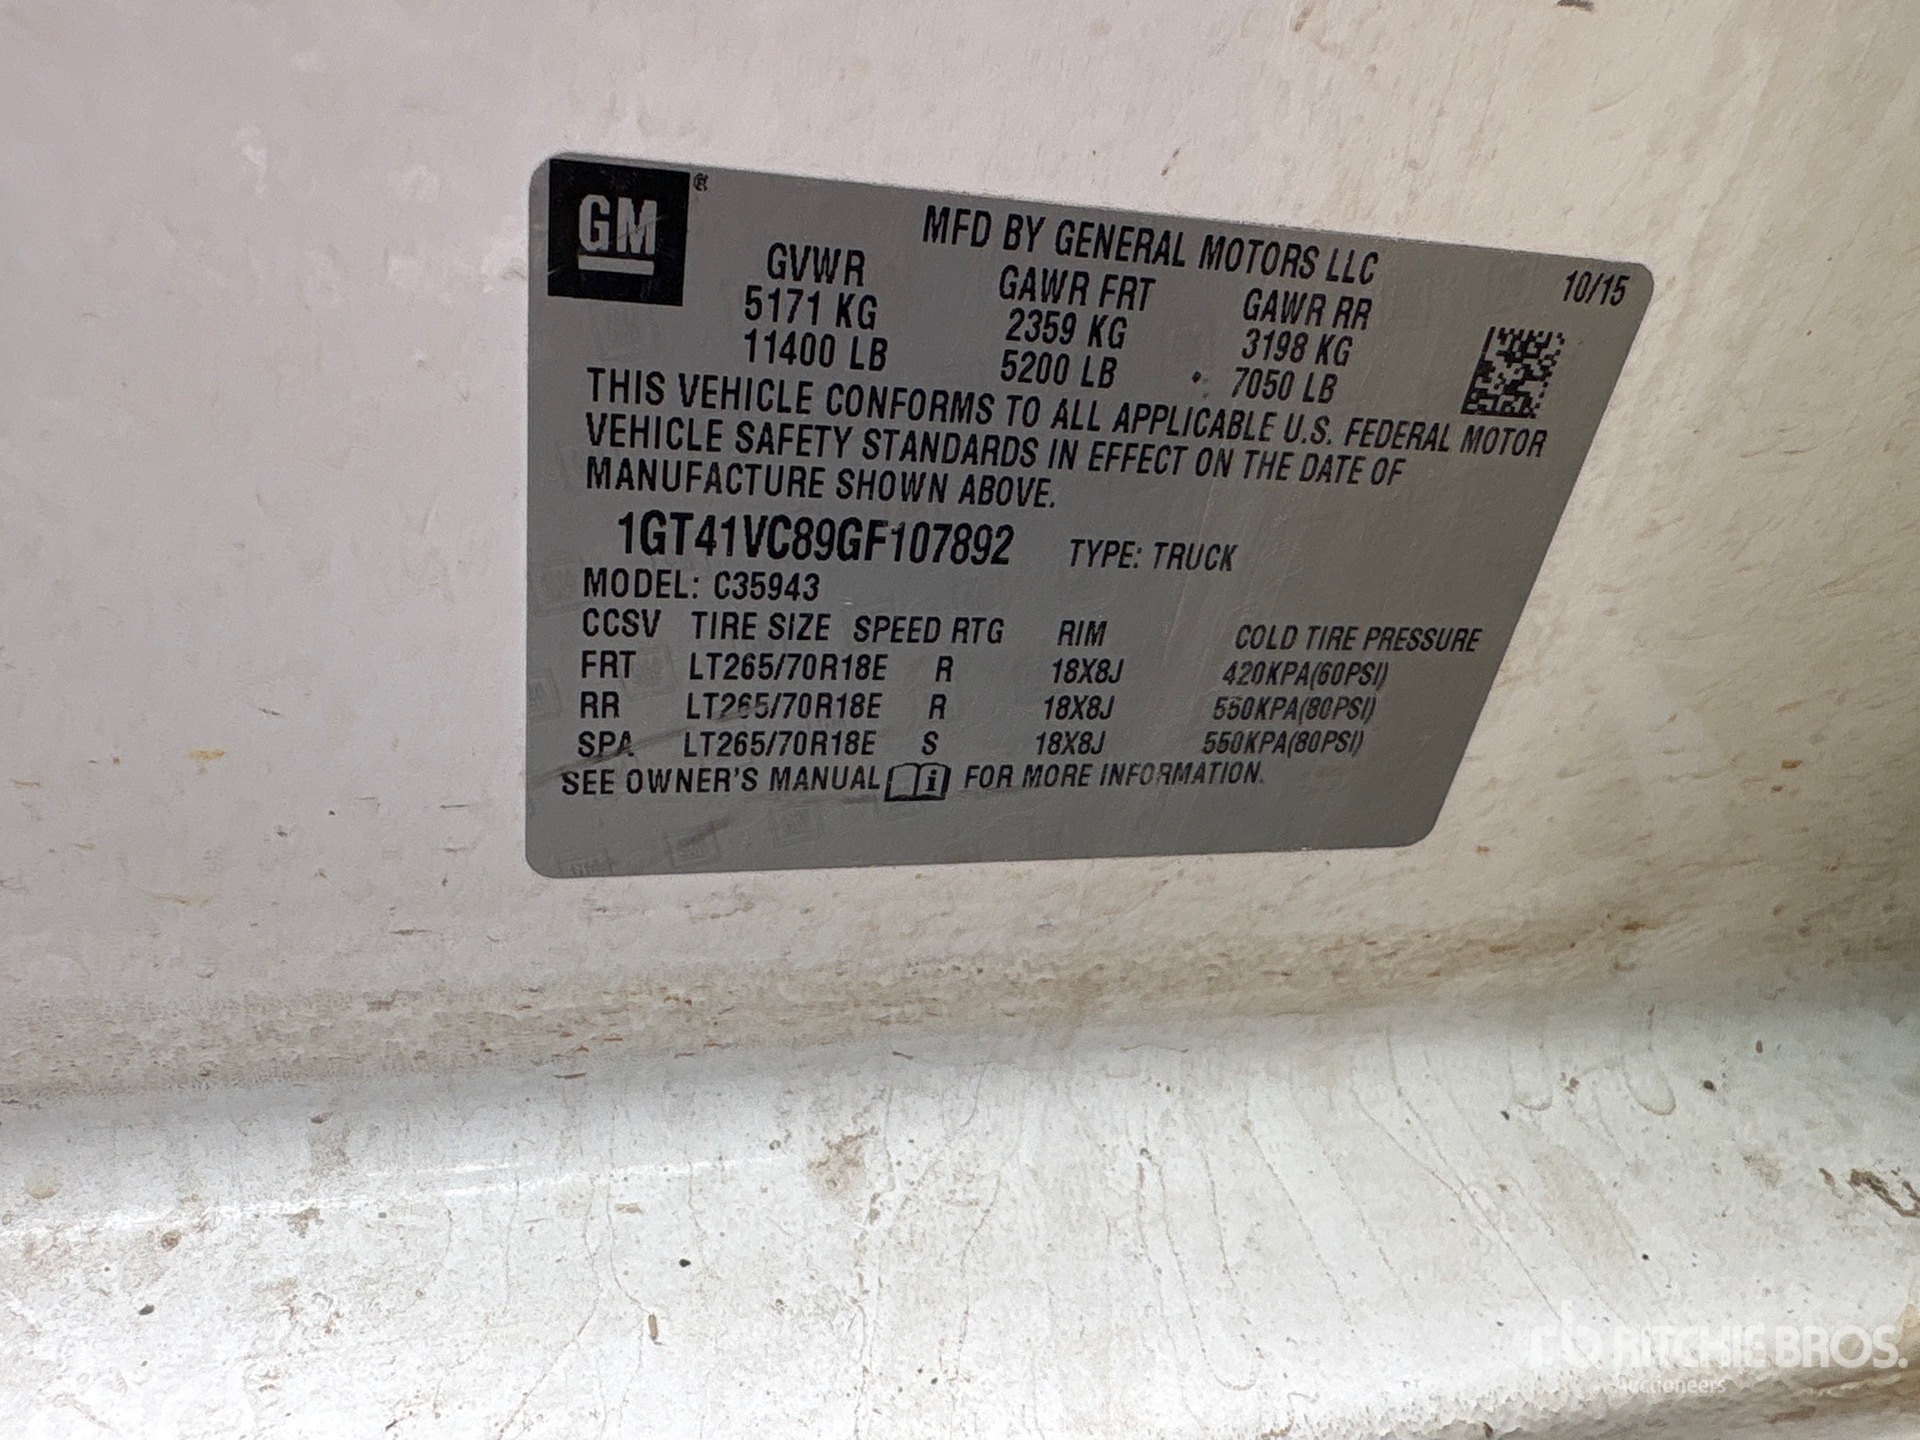 GM®
MFD BY GENERAL MOTORS LLC
10/15
GVWR GAWR FRT GAWR RR
5171 KG 2359 KG 3198 KG
11400 LB 5200 LB 7050 LB
THIS VEHICLE CONFORMS TO ALL APPLICABLE U.S. FEDERAL MOTOR
VEHICLE SAFETY STANDARDS IN EFFECT ON THE DATE OF
MANUFACTURE SHOWN ABOVE.
1GT41VC89GF107892 TYPE: TRUCK
MODEL: C35943
CCSV TIRE SIZE SPEED RTG RIM COLD TIRE PRESSURE
FRT LT265/70R18E R 18X8J 420KPA(60PSI)
RR LT265/70R18E R 18X8J 550KPA(80PSI)
SPA LT265/70R18E S 18X8J 550KPA(80PSI)
SEE OWNER'S MANUAL i FOR MORE INFORMATION.
rb RITCHIE BROS.
Auctioneers